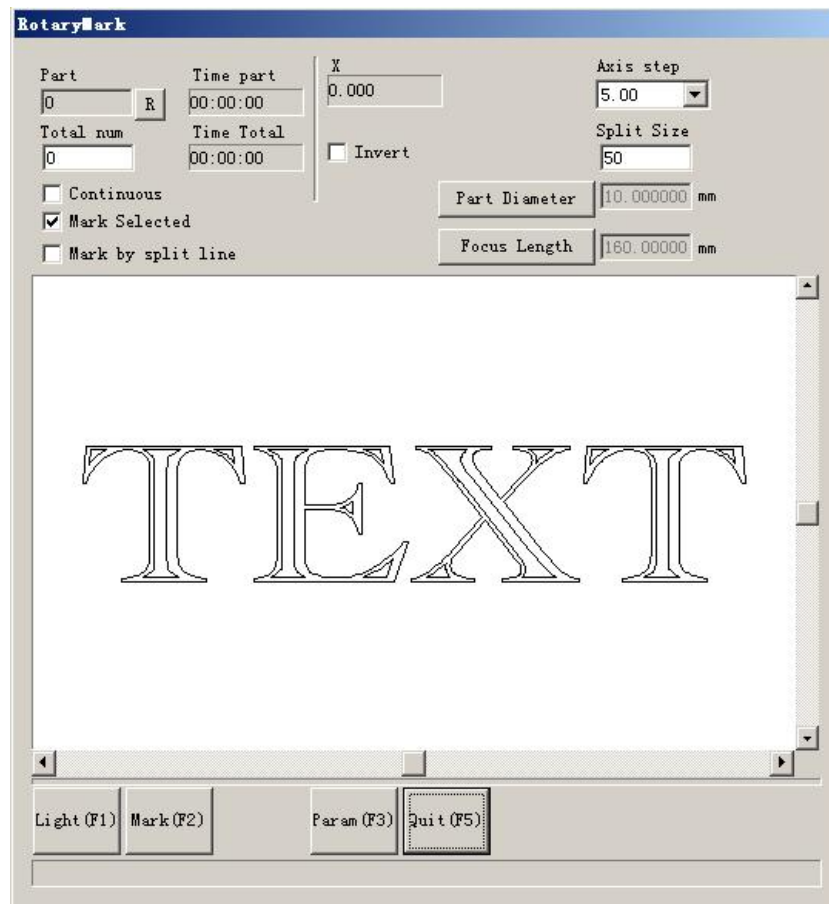 RotaryMark
Part
0
R
Time part
00:00:00
X
0.000
Axis step
5.00
Total num
0
Time Total
00:00:00
Invert
Split Size
50
Continuous
Mark Selected
Mark by split line
Part Diameter
10.000000 mm
Focus Length
160.00000 mm
TEXT
Light(F1)
Mark(F2)
Param(F3)
Quit(F5)